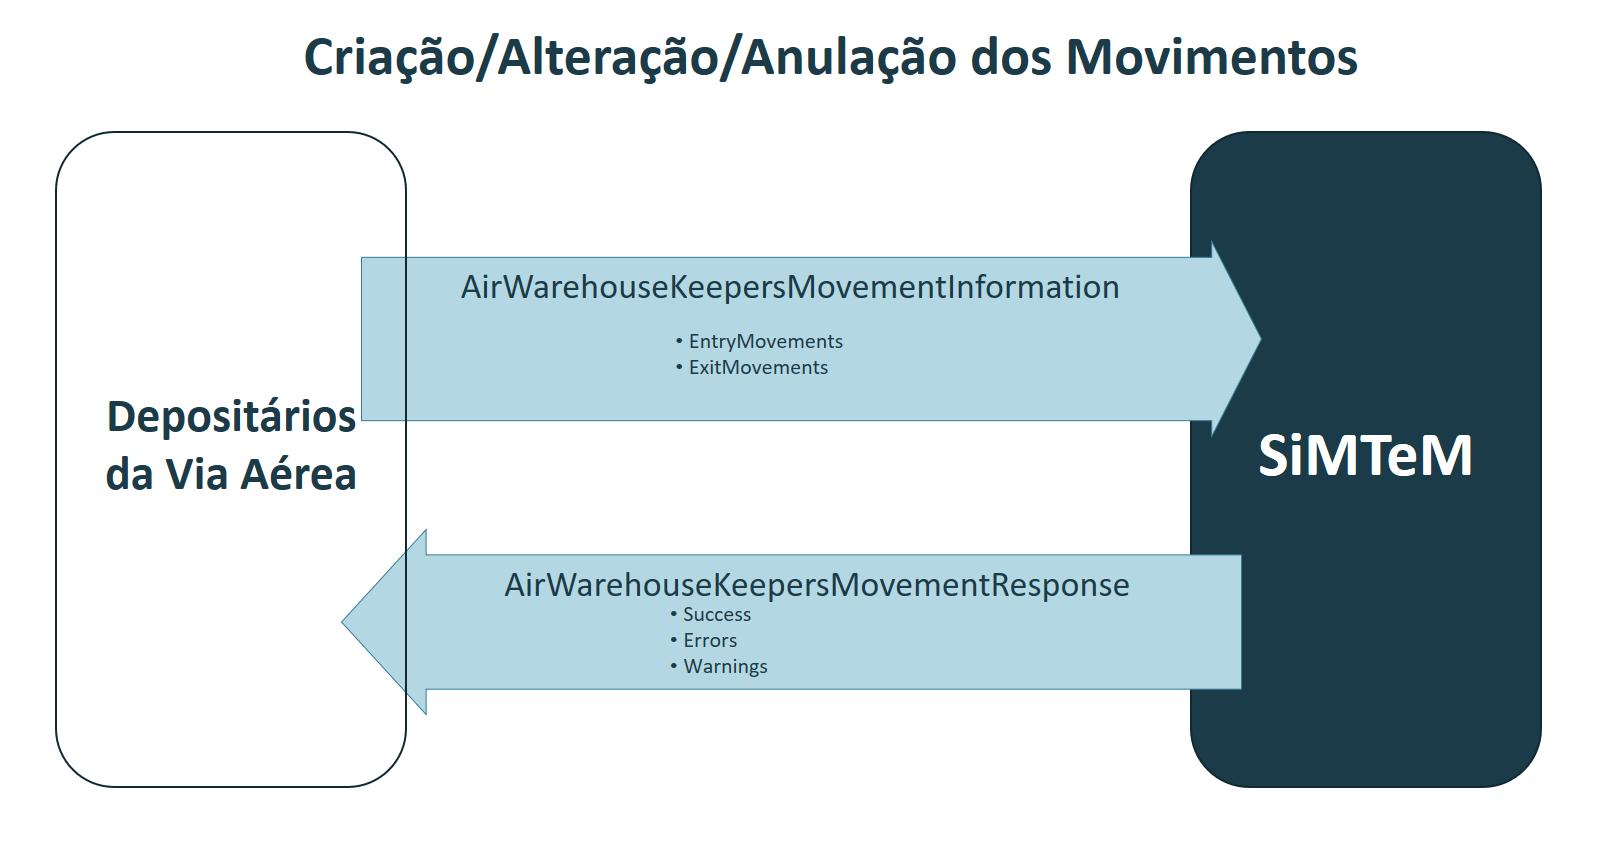 Criação/Alteração/Anulação dos Movimentos
AirWarehouseKeepersMovementInformation
• EntryMovements
• ExitMovements
Depositários
da Via Aérea
SiMTeM
AirWarehouseKeepersMovementResponse
• Success
• Errors
• Warnings